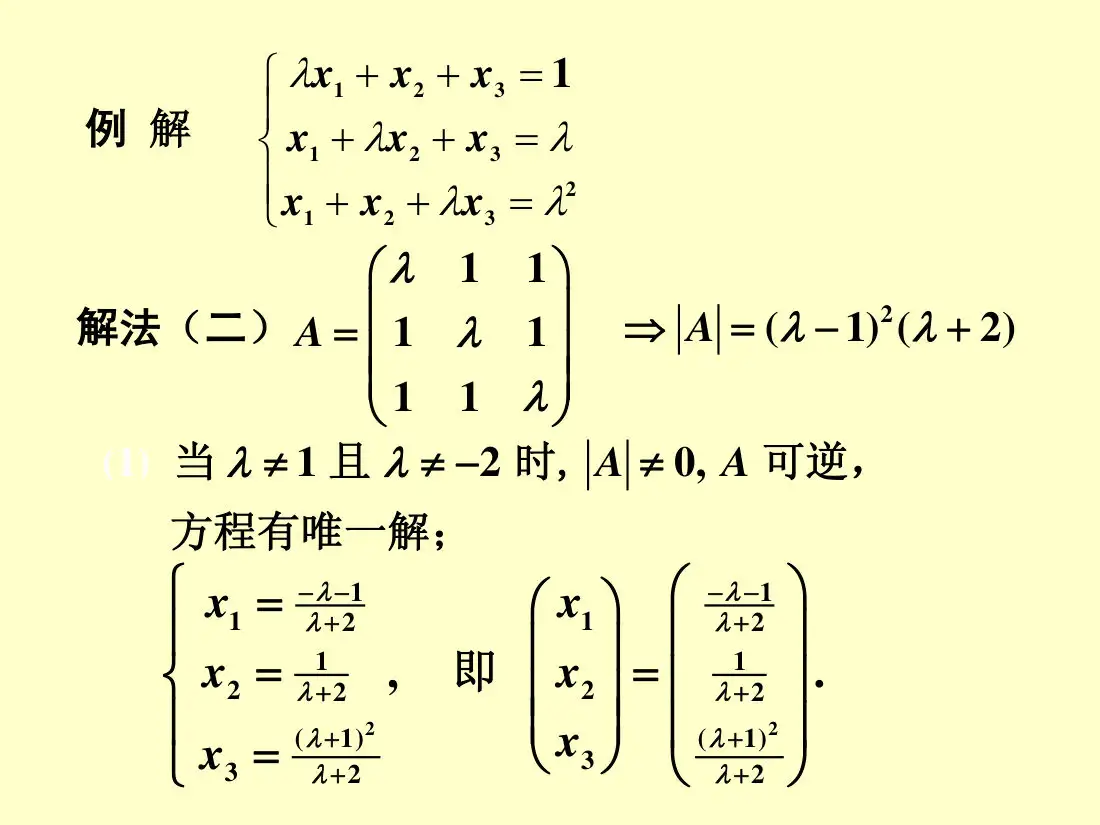 例 解 { λx₁ + x₂ + x₃ = 1
x₁ + λx₂ + x₃ = λ
x₁ + x₂ + λx₃ = λ²
解法（二） A = ( λ 1 1 ; 1 λ 1 ; 1 1 λ ) ⇒ |A| = (λ − 1)²(λ + 2)
(1) 当 λ ≠ 1 且 λ ≠ −2 时, |A| ≠ 0, A 可逆，
方程有唯一解；
{ x₁ = (−λ−1)/(λ+2)
x₂ = 1/(λ+2)
x₃ = (λ+1)²/(λ+2) , 即 ( x₁ ; x₂ ; x₃ ) = ( (−λ−1)/(λ+2) ; 1/(λ+2) ; (λ+1)²/(λ+2) ) .